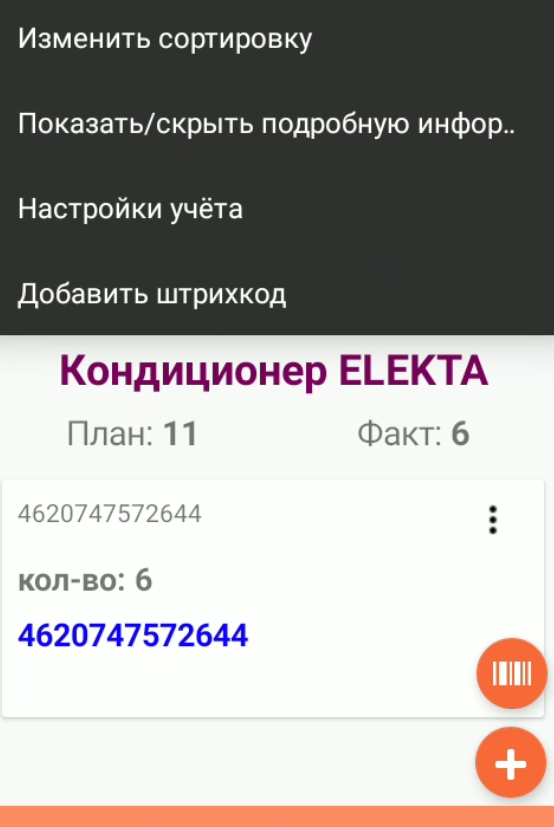 Изменить сортировку
Показать/скрыть подробную инфор..
Настройки учёта
Добавить штрихкод
Кондиционер ELEKTA
План: 11 Факт: 6
4620747572644
кол-во: 6
4620747572644